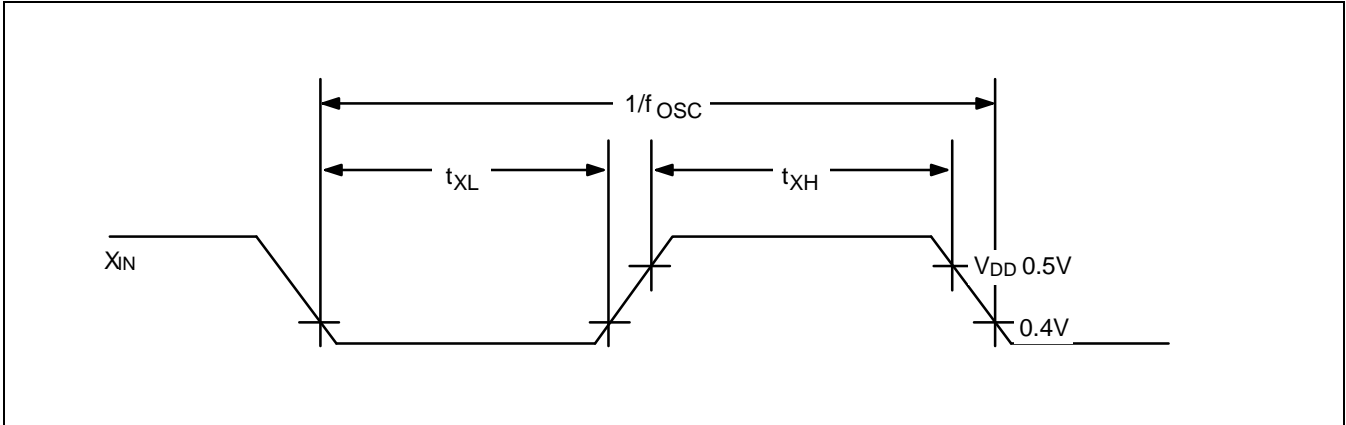 1/fOSC
tXL
tXH
XIN
VDD 0.5V
0.4V